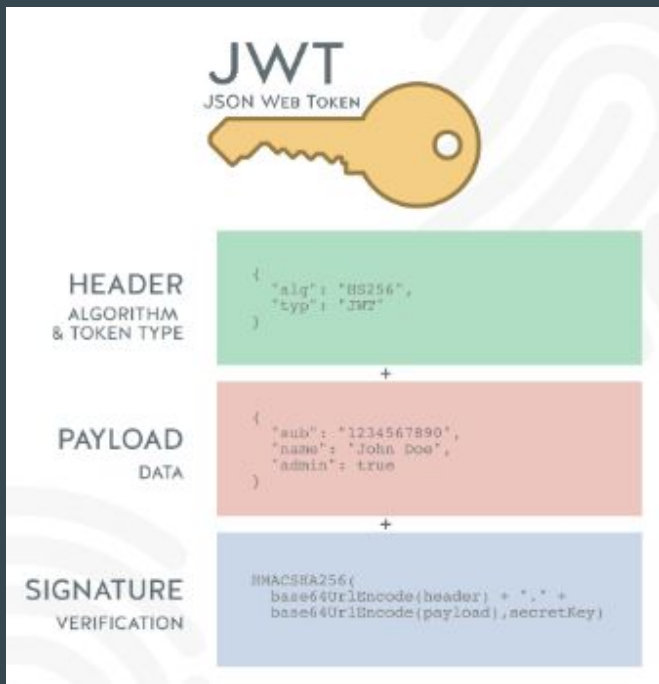 JWT
JSON WEB TOKEN
HEADER
ALGORITHM
& TOKEN TYPE
{
"alg": "HS256",
"typ": "JWT"
}
+
PAYLOAD
DATA
{
"sub": "1234567890",
"name": "John Doe",
"admin": true
}
+
SIGNATURE
VERIFICATION
HMACSHA256(
base64UrlEncode(header) + "." +
base64UrlEncode(payload),secretKey)